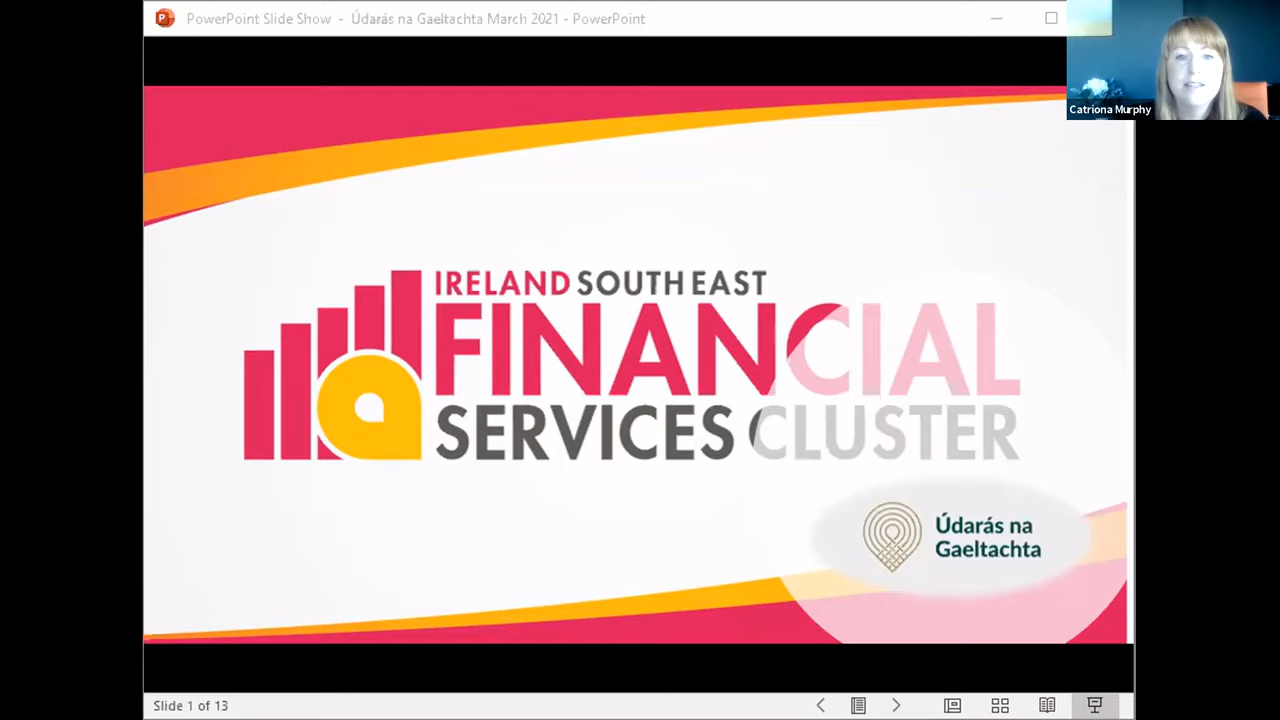 PowerPoint Slide Show - Údarás na Gaeltachta March 2021 - PowerPoint
Catriona Murphy
IRELAND SOUTH EAST
FINANCIAL
SERVICES CLUSTER
Údarás na
Gaeltachta
Slide 1 of 13